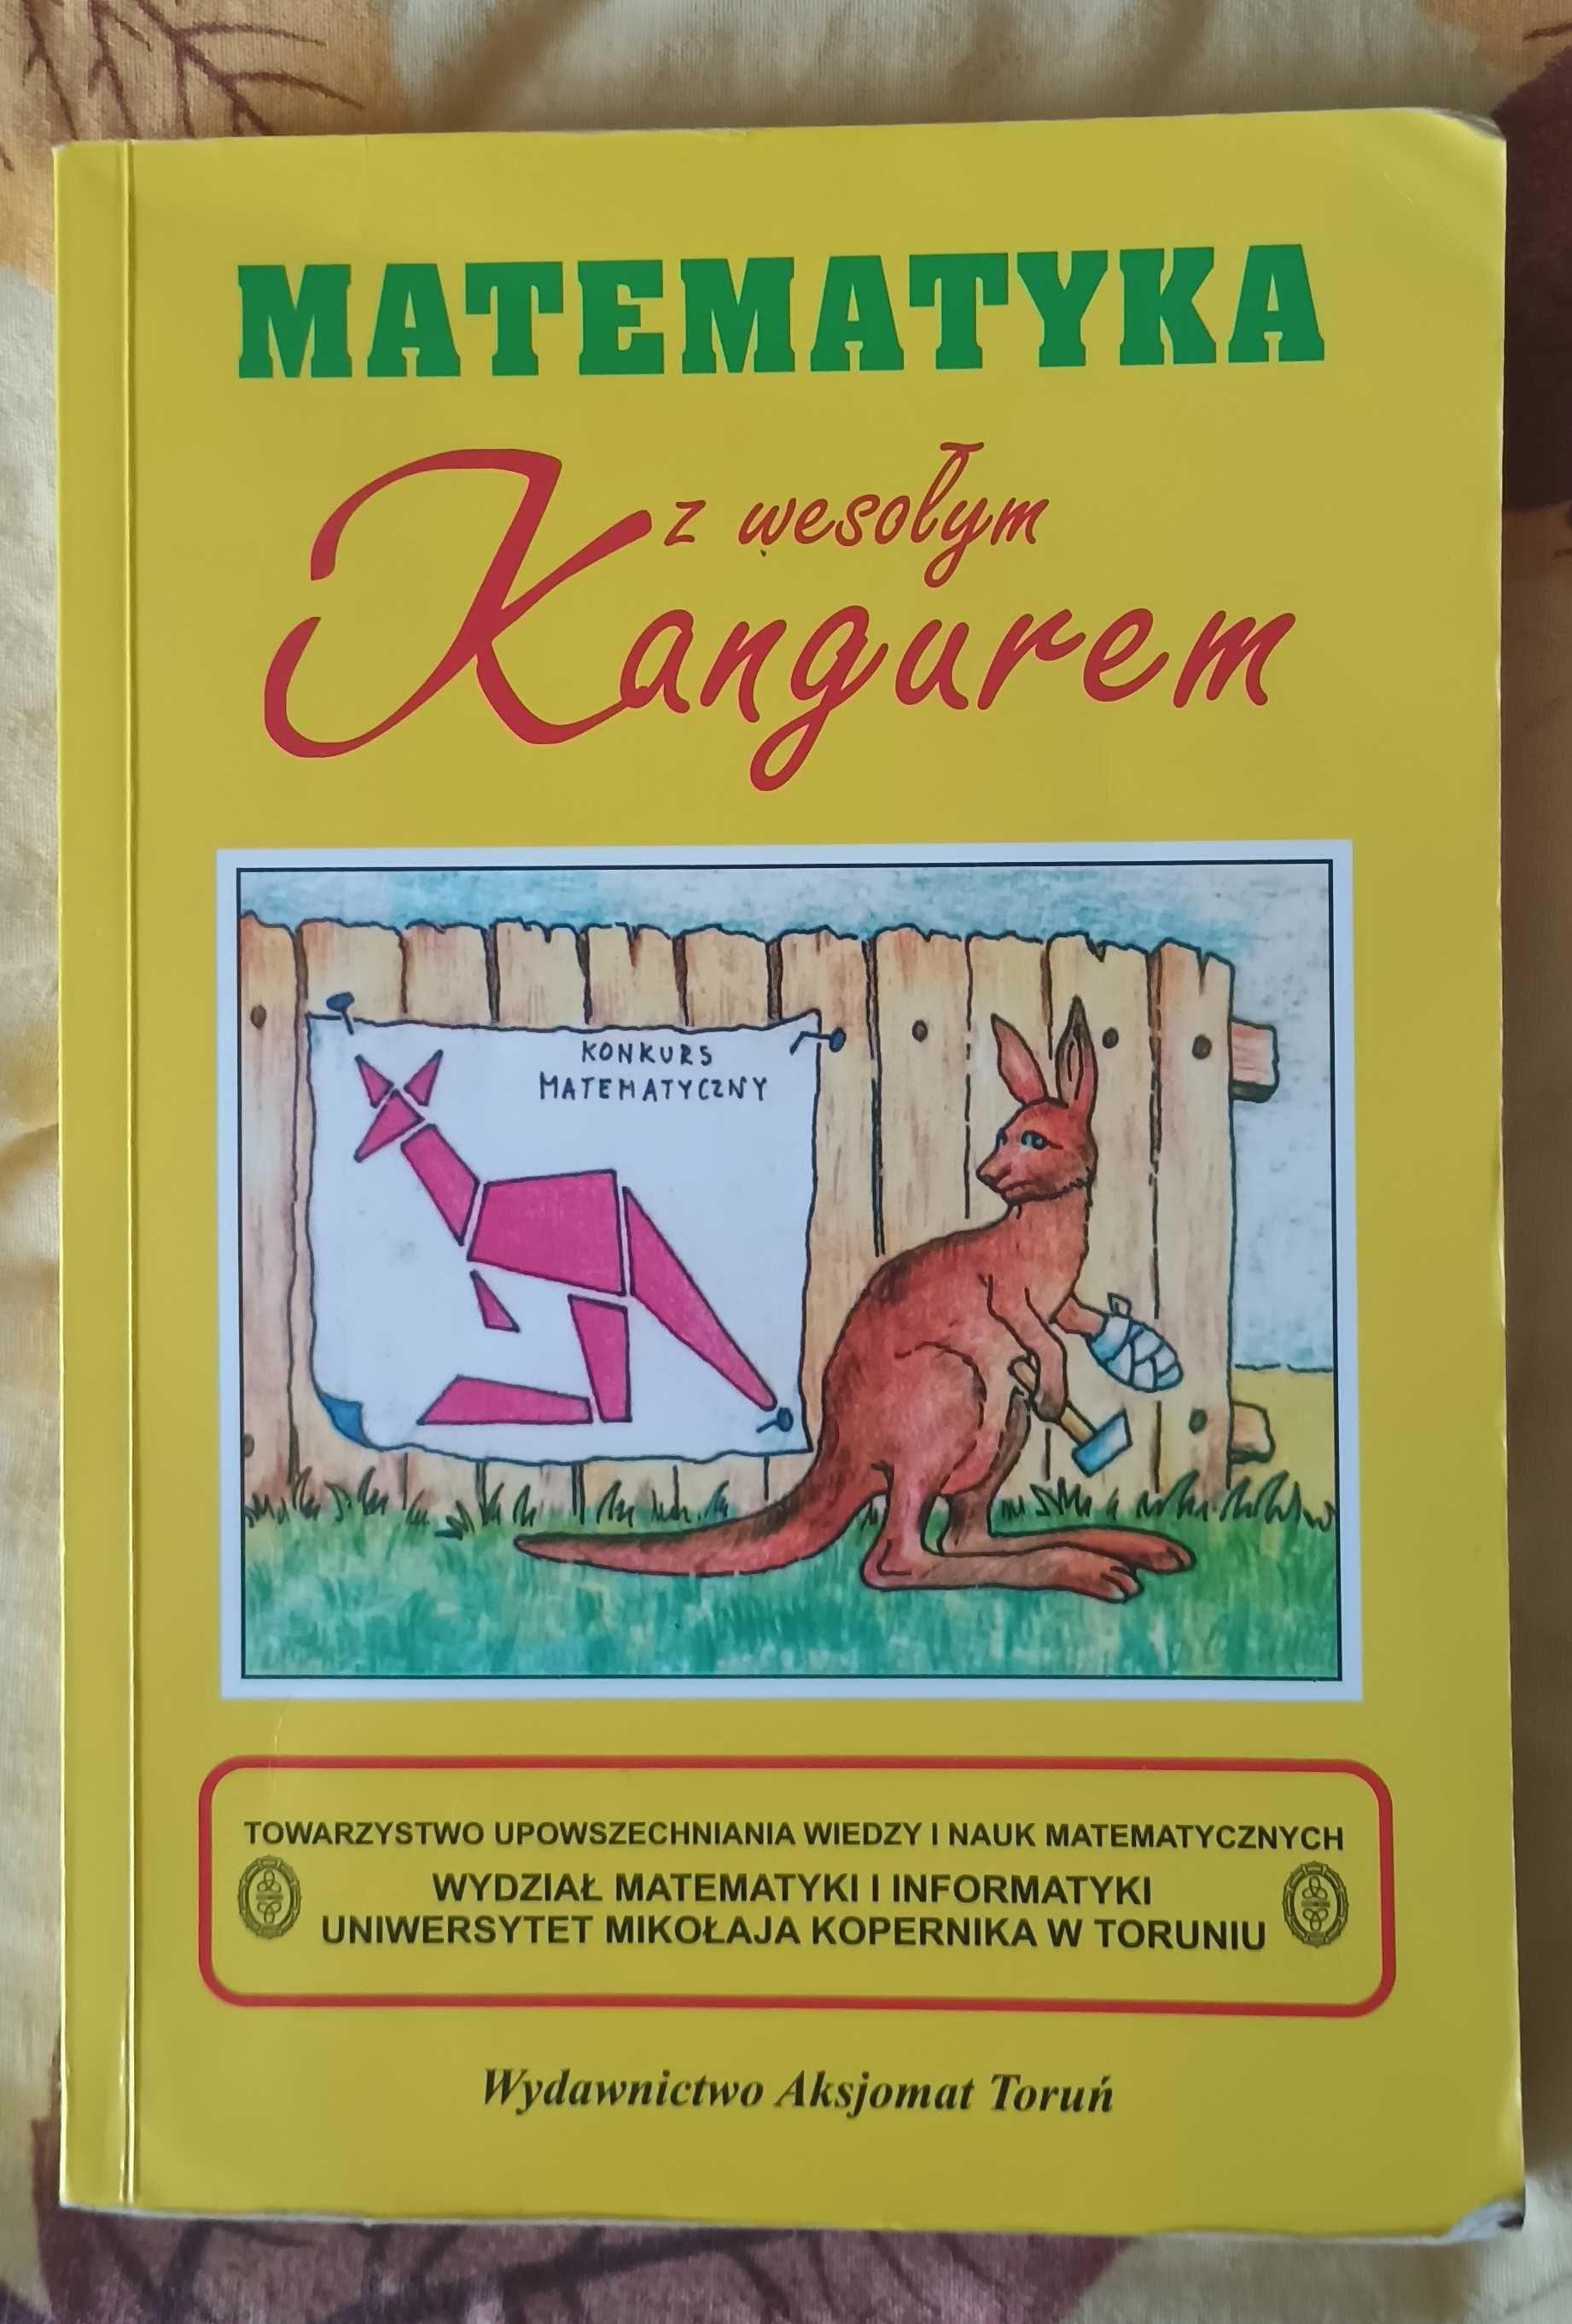 MATEMATYKA
z wesołym
Kangurem
KONKURS
MATEMATYCZNY
TOWARZYSTWO UPOWSZECHNIANIA WIEDZY I NAUK MATEMATYCZNYCH
WYDZIAŁ MATEMATYKI I INFORMATYKI
UNIWERSYTET MIKOŁAJA KOPERNIKA W TORUNIU
Wydawnictwo Aksjomat Toruń